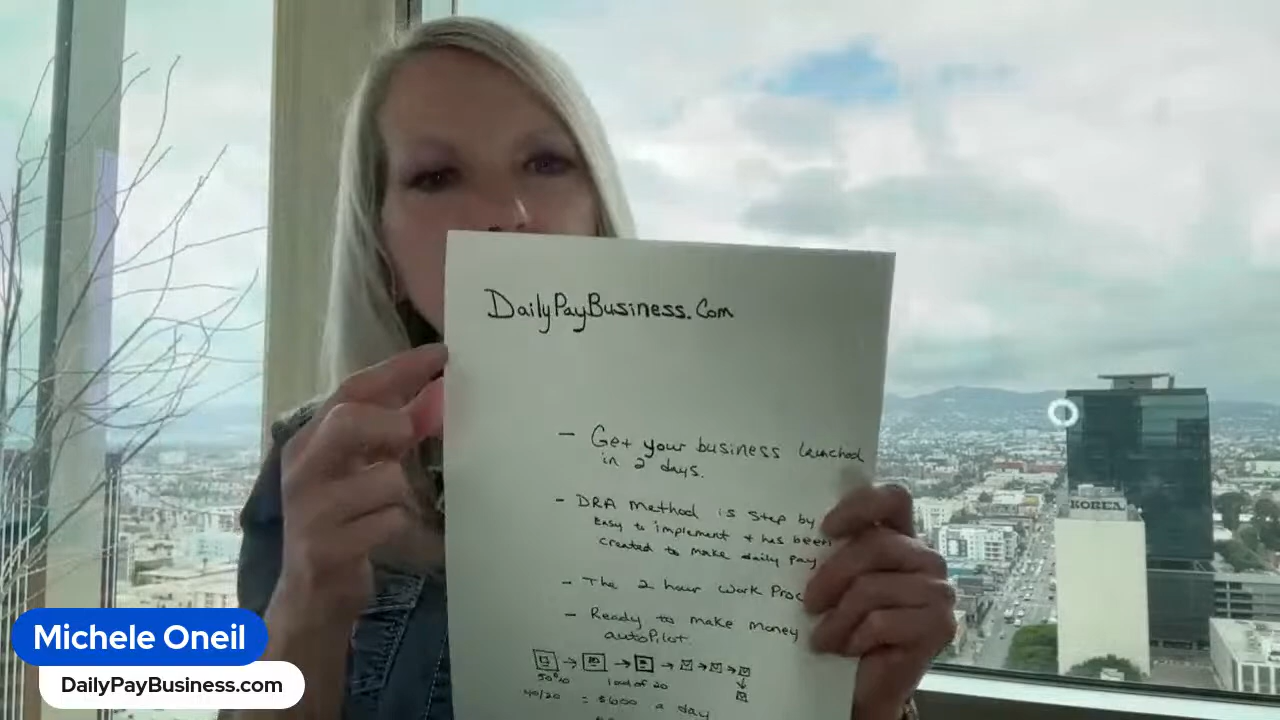 DailyPayBusiness.Com
- Get your business launched
in 2 days.
- DRA Method is step by
Easy to implement + has been
created to make daily pay
- The 2 hour work Proc
- Ready to make money
autoPilot.
50% 1 out of 20
40/20 = $600 a day
KOREA
Michele Oneil
DailyPayBusiness.com